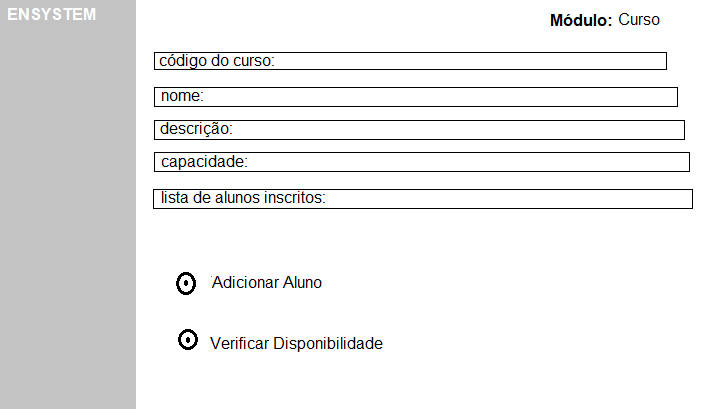 ENSYSTEM
Módulo: Curso
código do curso:
nome:
descrição:
capacidade:
lista de alunos inscritos:
Adicionar Aluno
Verificar Disponibilidade